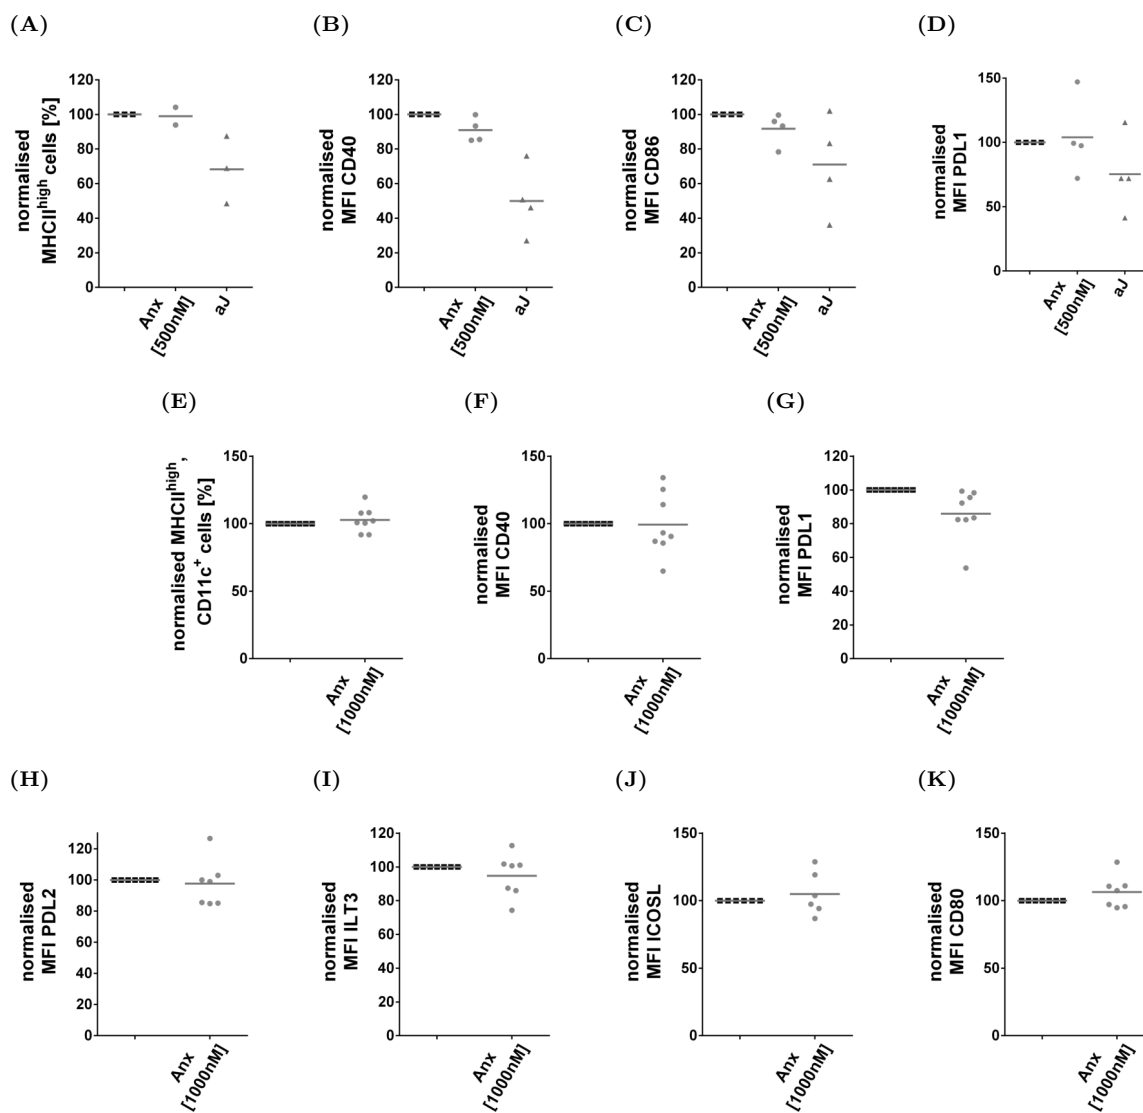 (A)
(B)
(C)
(D)
normalised
MHCII^high cells [%]
120
100
80
60
40
20
0
Anx
[500nM]
aJ
normalised
MFI CD40
120
100
80
60
40
20
0
Anx
[500nM]
aJ
normalised
MFI CD86
120
100
80
60
40
20
0
Anx
[500nM]
aJ
normalised
MFI PDL1
150
100
50
0
Anx
[500nM]
aJ
(E)
(F)
(G)
normalised MHCII^high,
CD11c^+ cells [%]
150
100
50
0
Anx
[1000nM]
normalised
MFI CD40
150
100
50
0
Anx
[1000nM]
normalised
MFI PDL1
120
100
80
60
40
20
0
Anx
[1000nM]
(H)
(I)
(J)
(K)
normalised
MFI PDL2
120
100
80
60
40
20
0
Anx
[1000nM]
normalised
MFI ILT3
120
100
80
60
40
20
0
Anx
[1000nM]
normalised
MFI ICOSL
150
100
50
0
Anx
[1000nM]
normalised
MFI CD80
150
100
50
0
Anx
[1000nM]